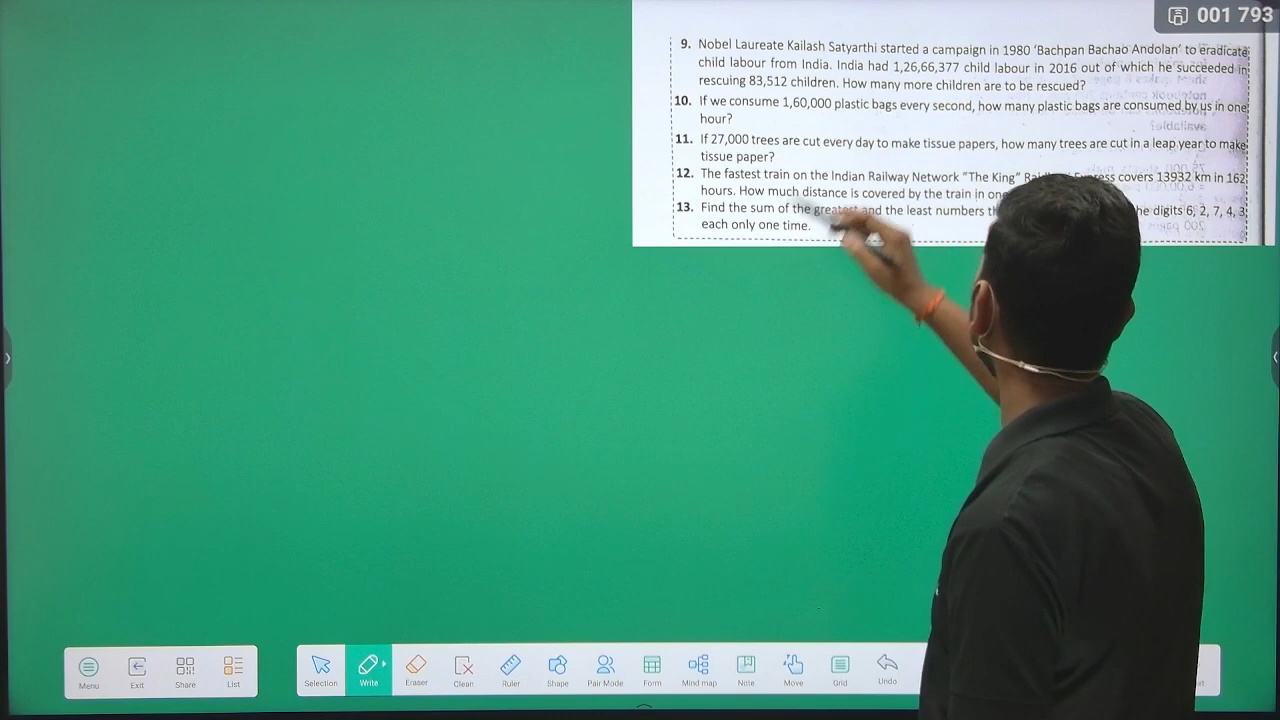 001 793
9. Nobel Laureate Kailash Satyarthi started a campaign in 1980 'Bachpan Bachao Andolan' to eradicate
child labour from India. India had 1,26,66,377 child labour in 2016 out of which he succeeded in
rescuing 83,512 children. How many more children are to be rescued?
10. If we consume 1,60,000 plastic bags every second, how many plastic bags are consumed by us in one
hour?
11. If 27,000 trees are cut every day to make tissue papers, how many trees are cut in a leap year to make
tissue paper?
12. The fastest train on the Indian Railway Network "The King" covers 13932 km in 162
hours. How much distance is covered by the train in
13. Find the sum of the greatest and the least numbers the digits 6, 2, 7, 4, 3
each only one time.
Menu Exit Share List Selection Write Eraser Clean Ruler Shape Pair Mode Form Mind map Note Move Grid Undo